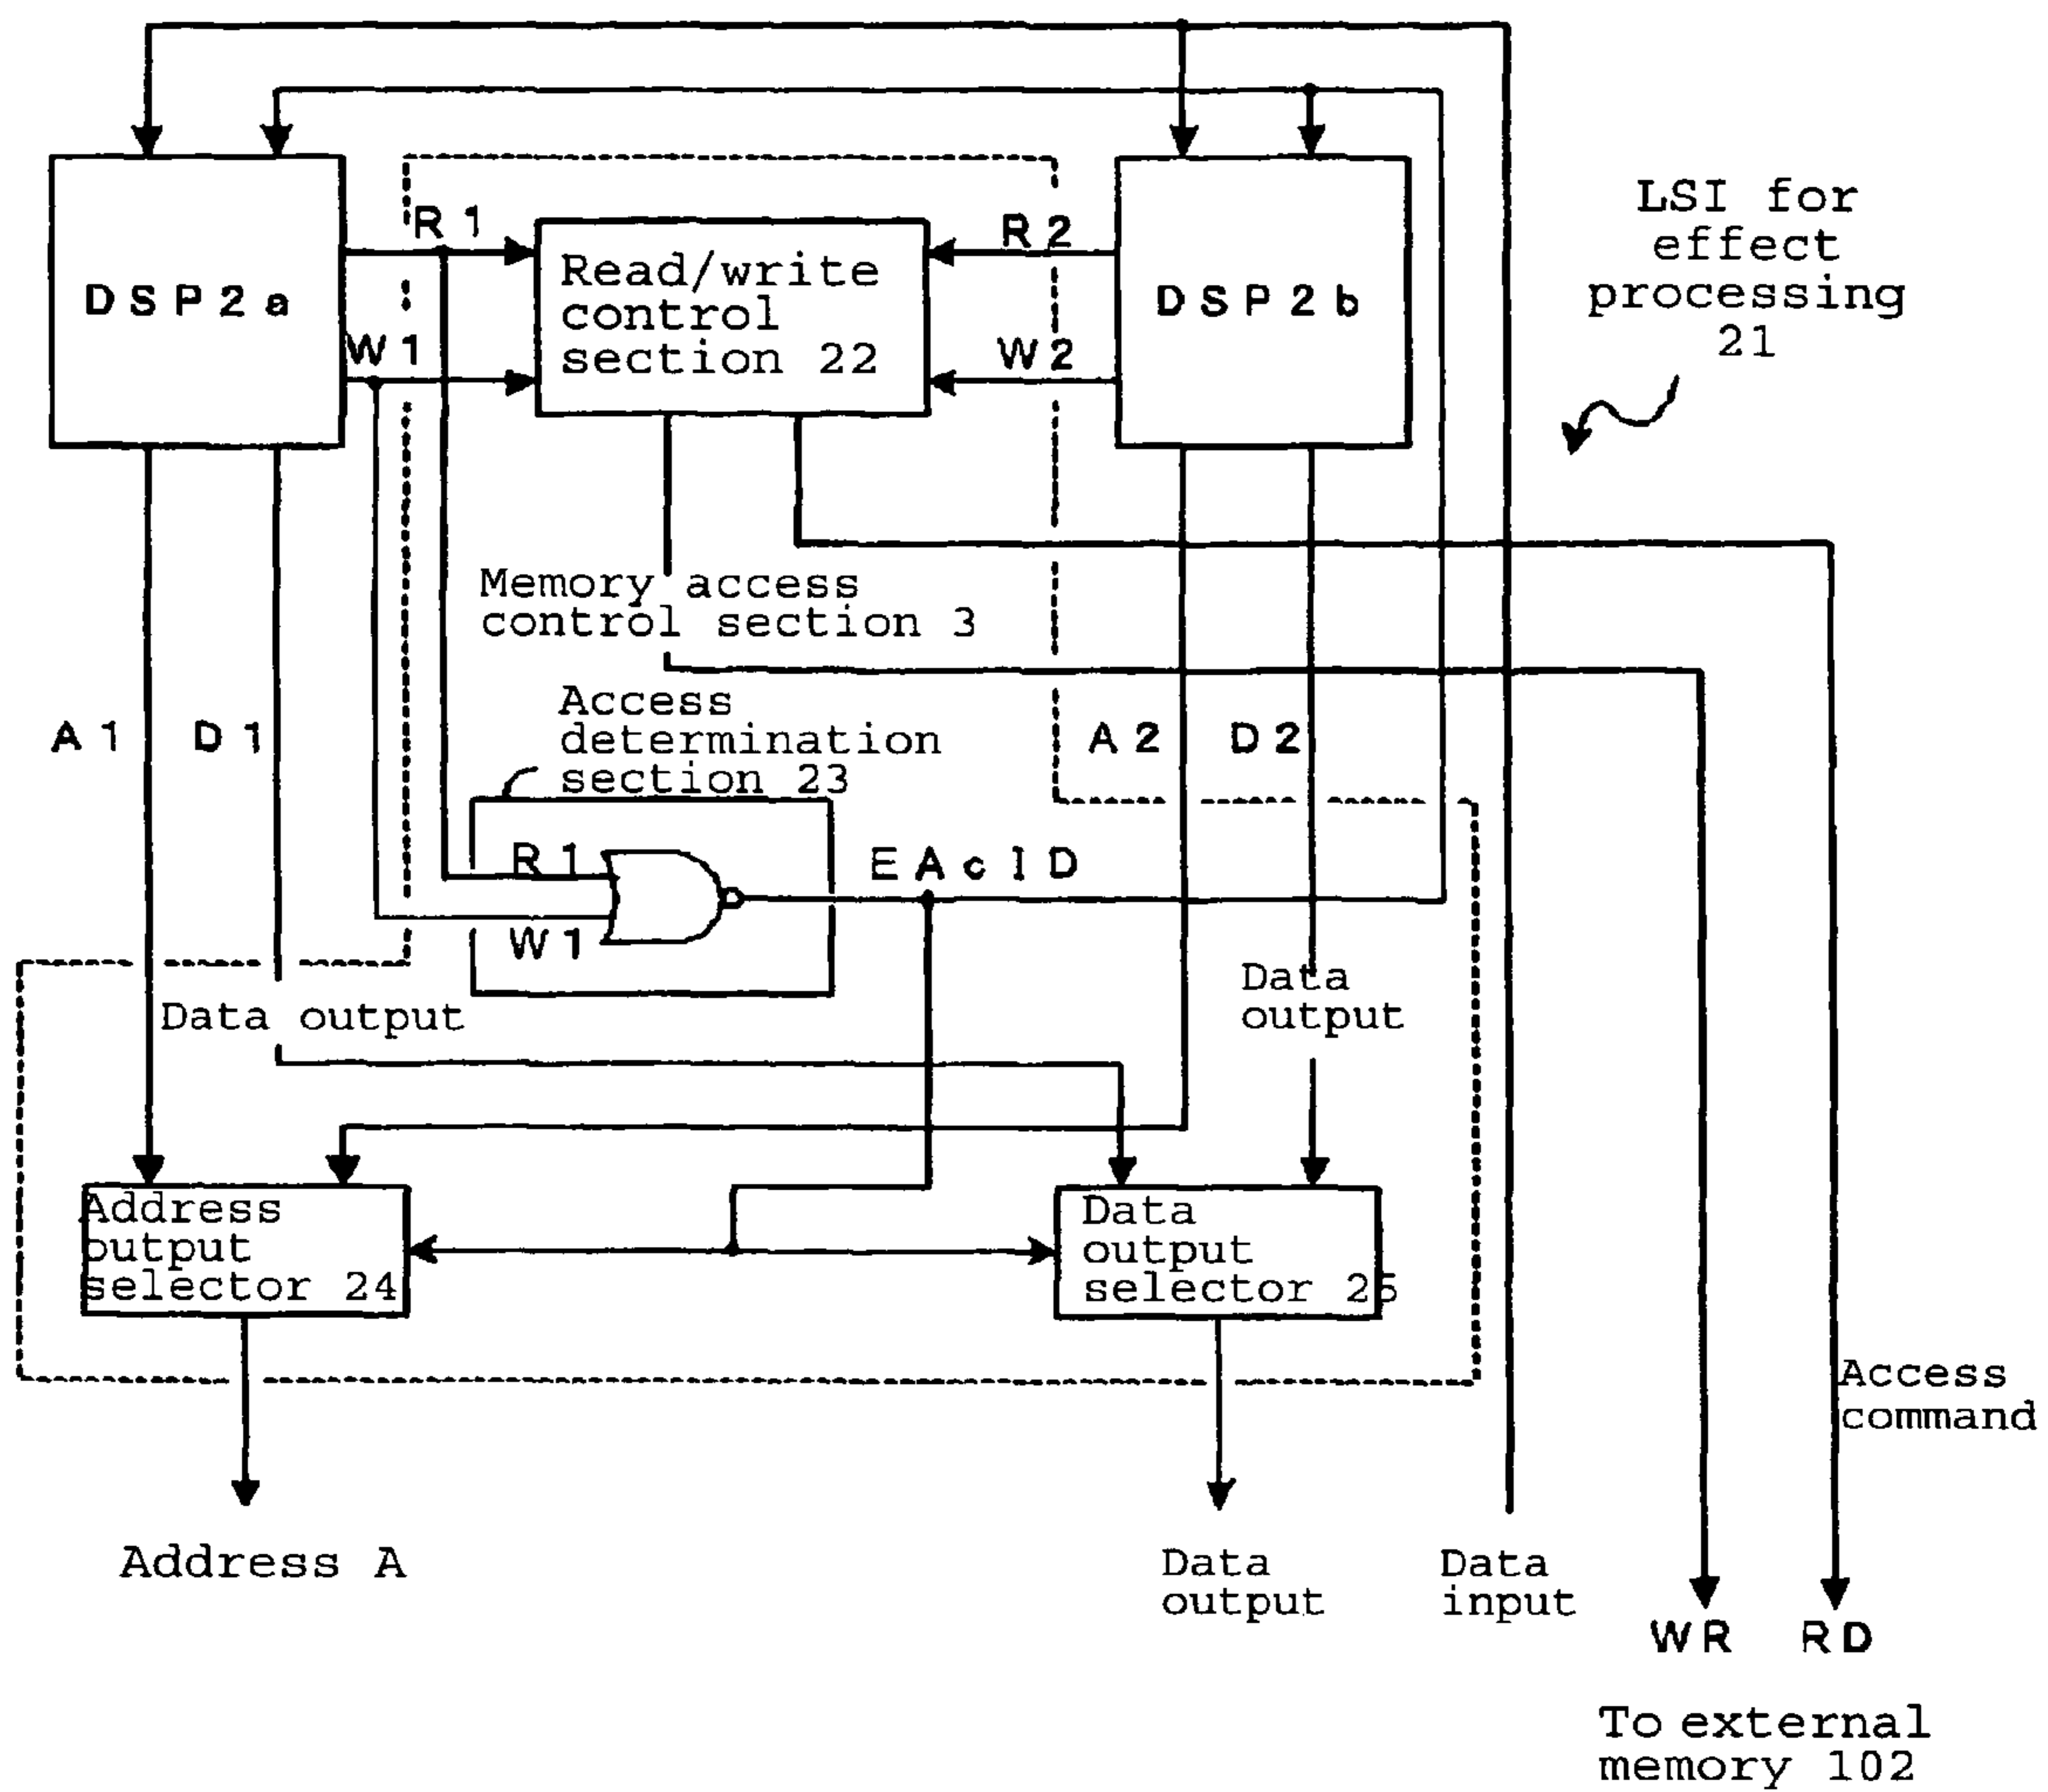 R 1
R 2
LSI for
effect
processing
21
DSP2a
Read/write
control
section 22
DSP2b
W1
W2
Memory access
control section 3
Access
determination
section 23
A1
D1
A2
D2
R1
EAcID
W1
Data output
Data
output
Address
output
selector 24
Data
output
selector 25
Access
command
Address A
Data
output
Data
input
WR
RD
To external
memory 102